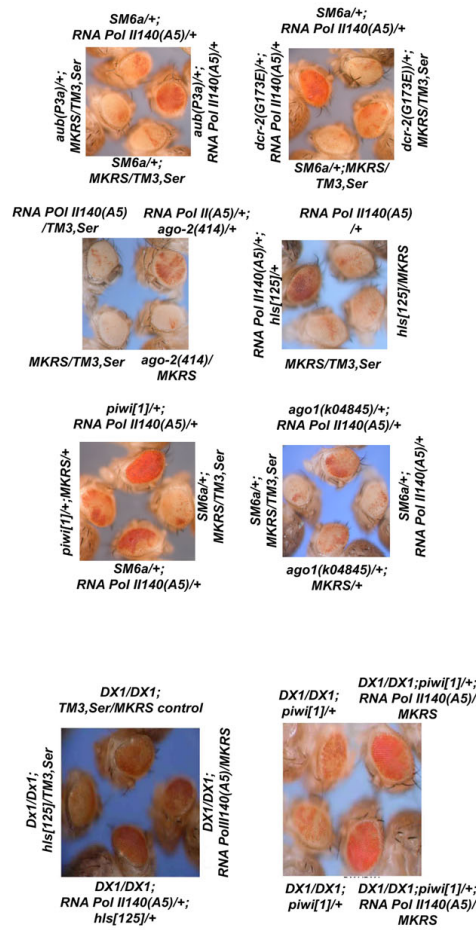 SM6a/+;
RNA Pol II140(A5)/+
aub(P3a)/+;
MKRS/TM3,Ser
aub(P3a)/+;
RNA Pol II140(A5)/+
SM6a/+;
MKRS/TM3,Ser
SM6a/+;
RNA Pol II140(A5)/+
dcr-2(G173E)/+;
RNA Pol II140(A5)/+
dcr-2(G173E))/+;
MKRS/TM3,Ser
SM6a/+;MKRS/
TM3,Ser
RNA POl II140(A5)
/TM3,Ser
RNA Pol II(A5)/+;
ago-2(414)/+
MKRS/TM3,Ser
ago-2(414)/
MKRS
RNA Pol II140(A5)
/+
RNA Pol II140(A5)/+;
hls[125]/+
hls[125]/MKRS
MKRS/TM3,Ser
piwi[1]/+;
RNA Pol II140(A5)/+
piwi[1]/+;MKRS/+
SM6a/+;
MKRS/TM3,Ser
SM6a/+;
RNA Pol II140(A5)/+
ago1(k04845)/+;
RNA Pol II140(A5)/+
SM6a/+;
MKRS/TM3,Ser
SM6a/+;
RNA Pol II140(A5)/+
ago1(k04845)/+;
MKRS/+
DX1/DX1;
TM3,Ser/MKRS control
Dx1/Dx1;
hls[125]/TM3,Ser
DX1/DX1;
RNA PolII140(A5)/MKRS
DX1/DX1;
RNA Pol II140(A5)/+;
hls[125]/+
DX1/DX1;
piwi[1]/+
DX1/DX1;piwi[1]/+;
RNA Pol II140(A5)/
MKRS
DX1/DX1;
piwi[1]/+
DX1/DX1;piwi[1]/+;
RNA Pol II140(A5)/
MKRS